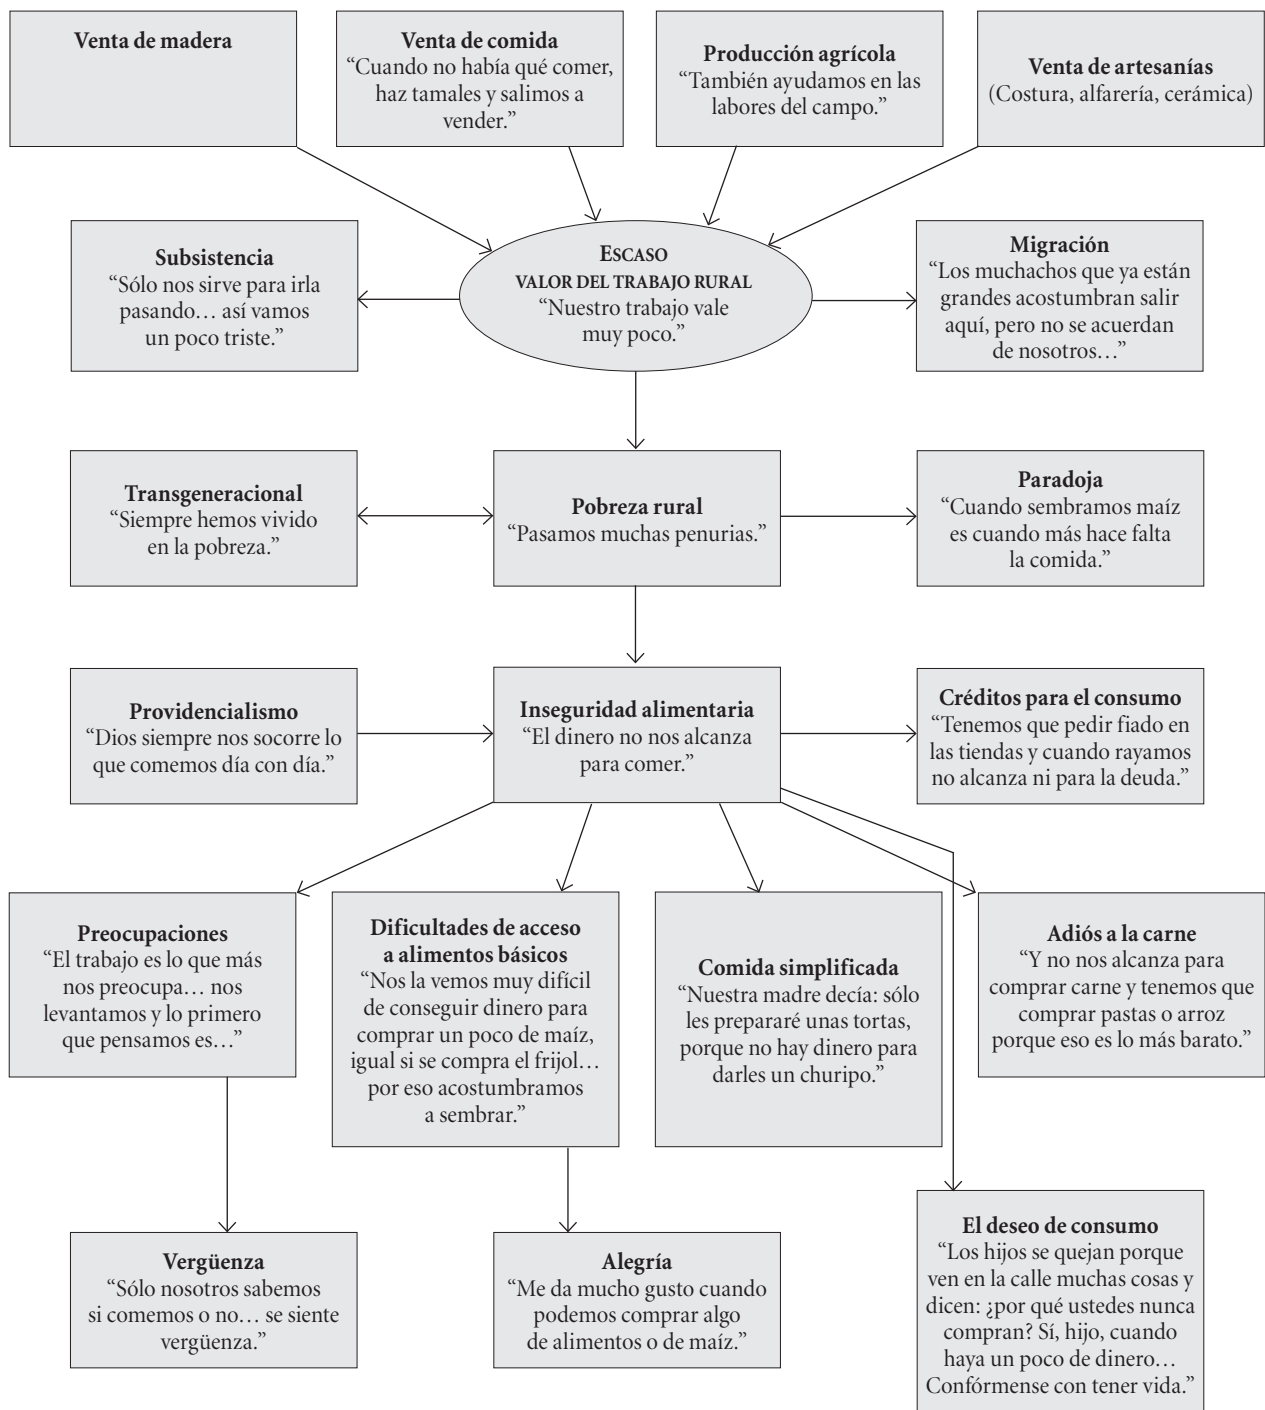 Venta de madera
Venta de comida
“Cuando no había qué comer,
haz tamales y salimos a
vender.”
Producción agrícola
“También ayudamos en las
labores del campo.”
Venta de artesanías
(Costura, alfarería, cerámica)
Subsistencia
“Sólo nos sirve para irla
pasando… así vamos
un poco triste.”
ESCASO
VALOR DEL TRABAJO RURAL
“Nuestro trabajo vale
muy poco.”
Migración
“Los muchachos que ya están
grandes acostumbran salir
aquí, pero no se acuerdan
de nosotros…”
Transgeneracional
“Siempre hemos vivido
en la pobreza.”
Pobreza rural
“Pasamos muchas penurias.”
Paradoja
“Cuando sembramos maíz
es cuando más hace falta
la comida.”
Providencialismo
“Dios siempre nos socorre lo
que comemos día con día.”
Inseguridad alimentaria
“El dinero no nos alcanza
para comer.”
Créditos para el consumo
“Tenemos que pedir fiado en
las tiendas y cuando rayamos
no alcanza ni para la deuda.”
Preocupaciones
“El trabajo es lo que más
nos preocupa… nos
levantamos y lo primero
que pensamos es…”
Dificultades de acceso
a alimentos básicos
“Nos la vemos muy difícil
de conseguir dinero para
comprar un poco de maíz,
igual si se compra el frijol…
por eso acostumbramos
a sembrar.”
Comida simplificada
“Nuestra madre decía: sólo
les prepararé unas tortas,
porque no hay dinero para
darles un churipo.”
Adiós a la carne
“Y no nos alcanza para
comprar carne y tenemos que
comprar pastas o arroz
porque eso es lo más barato.”
Vergüenza
“Sólo nosotros sabemos
si comemos o no… se siente
vergüenza.”
Alegría
“Me da mucho gusto cuando
podemos comprar algo
de alimentos o de maíz.”
El deseo de consumo
“Los hijos se quejan porque
ven en la calle muchas cosas y
dicen: ¿por qué ustedes nunca
compran? Sí, hijo, cuando
haya un poco de dinero…
Confórmense con tener vida.”